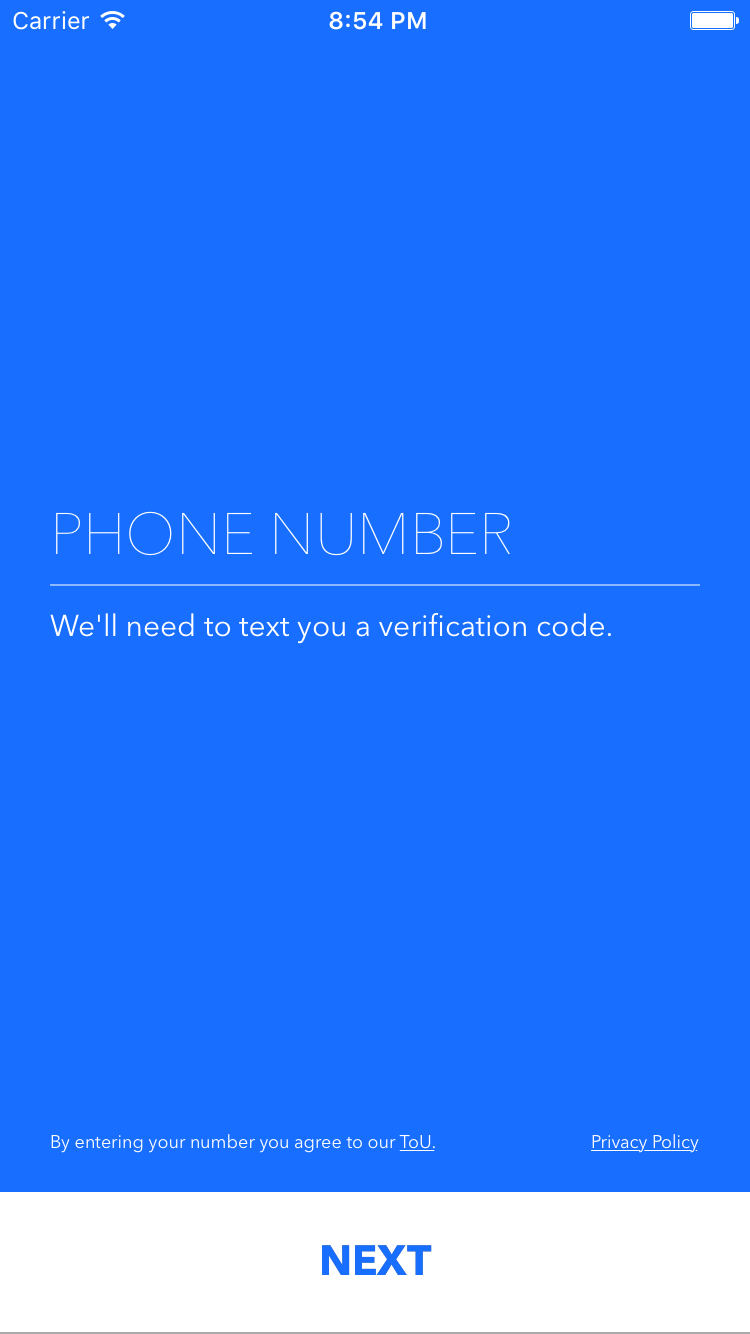 Carrier 8:54 PM
PHONE NUMBER
We'll need to text you a verification code.
By entering your number you agree to our ToU. Privacy Policy
NEXT